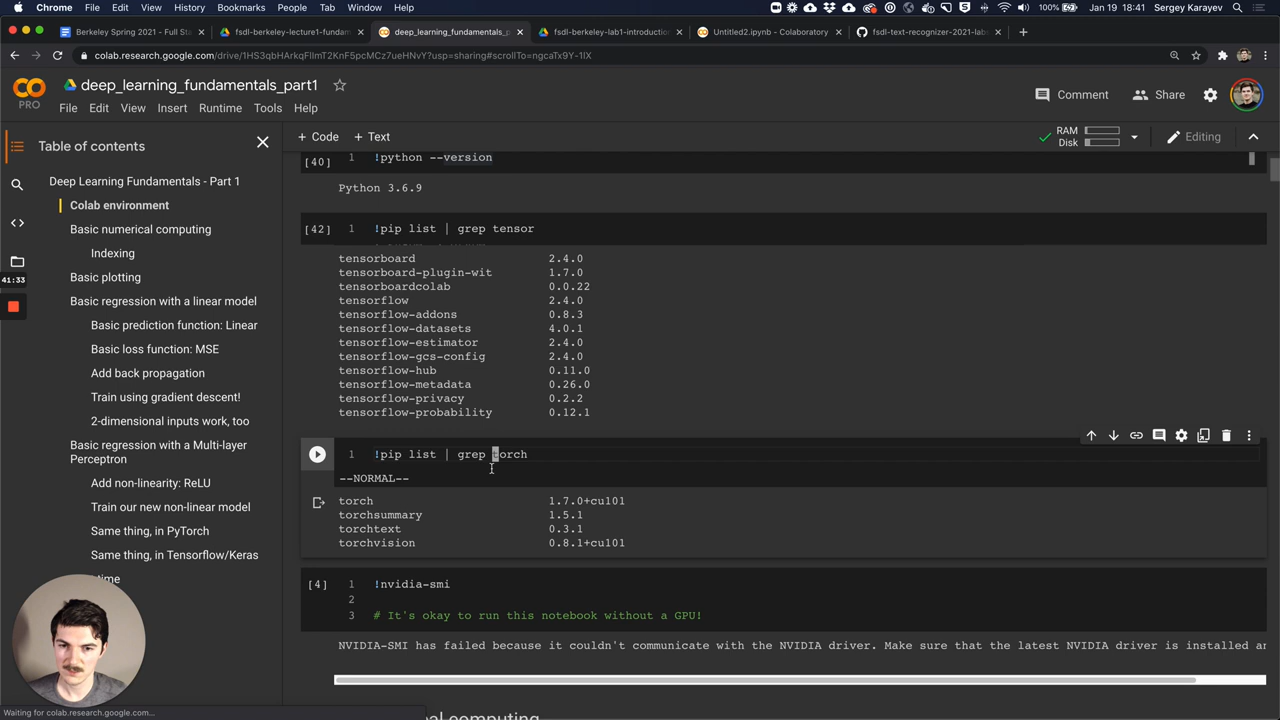 Chrome File Edit View History Bookmarks People Tab Window Help
Jan 19 18:41 Sergey Karayev
Berkeley Spring 2021 - Full Sta
fsdl-berkeley-lecture1-fundam
deep_learning_fundamentals_p
fsdl-berkeley-lab1-introduction
Untitled2.ipynb - Colaboratory
fsdl-text-recognizer-2021-labs
colab.research.google.com/drive/1HS3qbHArkqFlImT2KnF5pcMCz7ueHNvY?usp=sharing#scrollTo=ngcaTx9Y-1IX
CO
PRO
deep_learning_fundamentals_part1
File Edit View Insert Runtime Tools Help
Comment
Share
Table of contents
Deep Learning Fundamentals - Part 1
Colab environment
Basic numerical computing
Indexing
Basic plotting
Basic regression with a linear model
Basic prediction function: Linear
Basic loss function: MSE
Add back propagation
Train using gradient descent!
2-dimensional inputs work, too
Basic regression with a Multi-layer
Perceptron
Add non-linearity: ReLU
Train our new non-linear model
Same thing, in PyTorch
Same thing, in Tensorflow/Keras
time
41:33
+ Code + Text
RAM
Disk
Editing
[40] 1 !python --version
Python 3.6.9
[42] 1 !pip list | grep tensor
tensorboard 2.4.0
tensorboard-plugin-wit 1.7.0
tensorboardcolab 0.0.22
tensorflow 2.4.0
tensorflow-addons 0.8.3
tensorflow-datasets 4.0.1
tensorflow-estimator 2.4.0
tensorflow-gcs-config 2.4.0
tensorflow-hub 0.11.0
tensorflow-metadata 0.26.0
tensorflow-privacy 0.2.2
tensorflow-probability 0.12.1
1 !pip list | grep torch
--NORMAL--
torch 1.7.0+cu101
torchsummary 1.5.1
torchtext 0.3.1
torchvision 0.8.1+cu101
[4] 1 !nvidia-smi
2
3 # It's okay to run this notebook without a GPU!
NVIDIA-SMI has failed because it couldn't communicate with the NVIDIA driver. Make sure that the latest NVIDIA driver is installed an
computing
Waiting for colab.research.google.com...